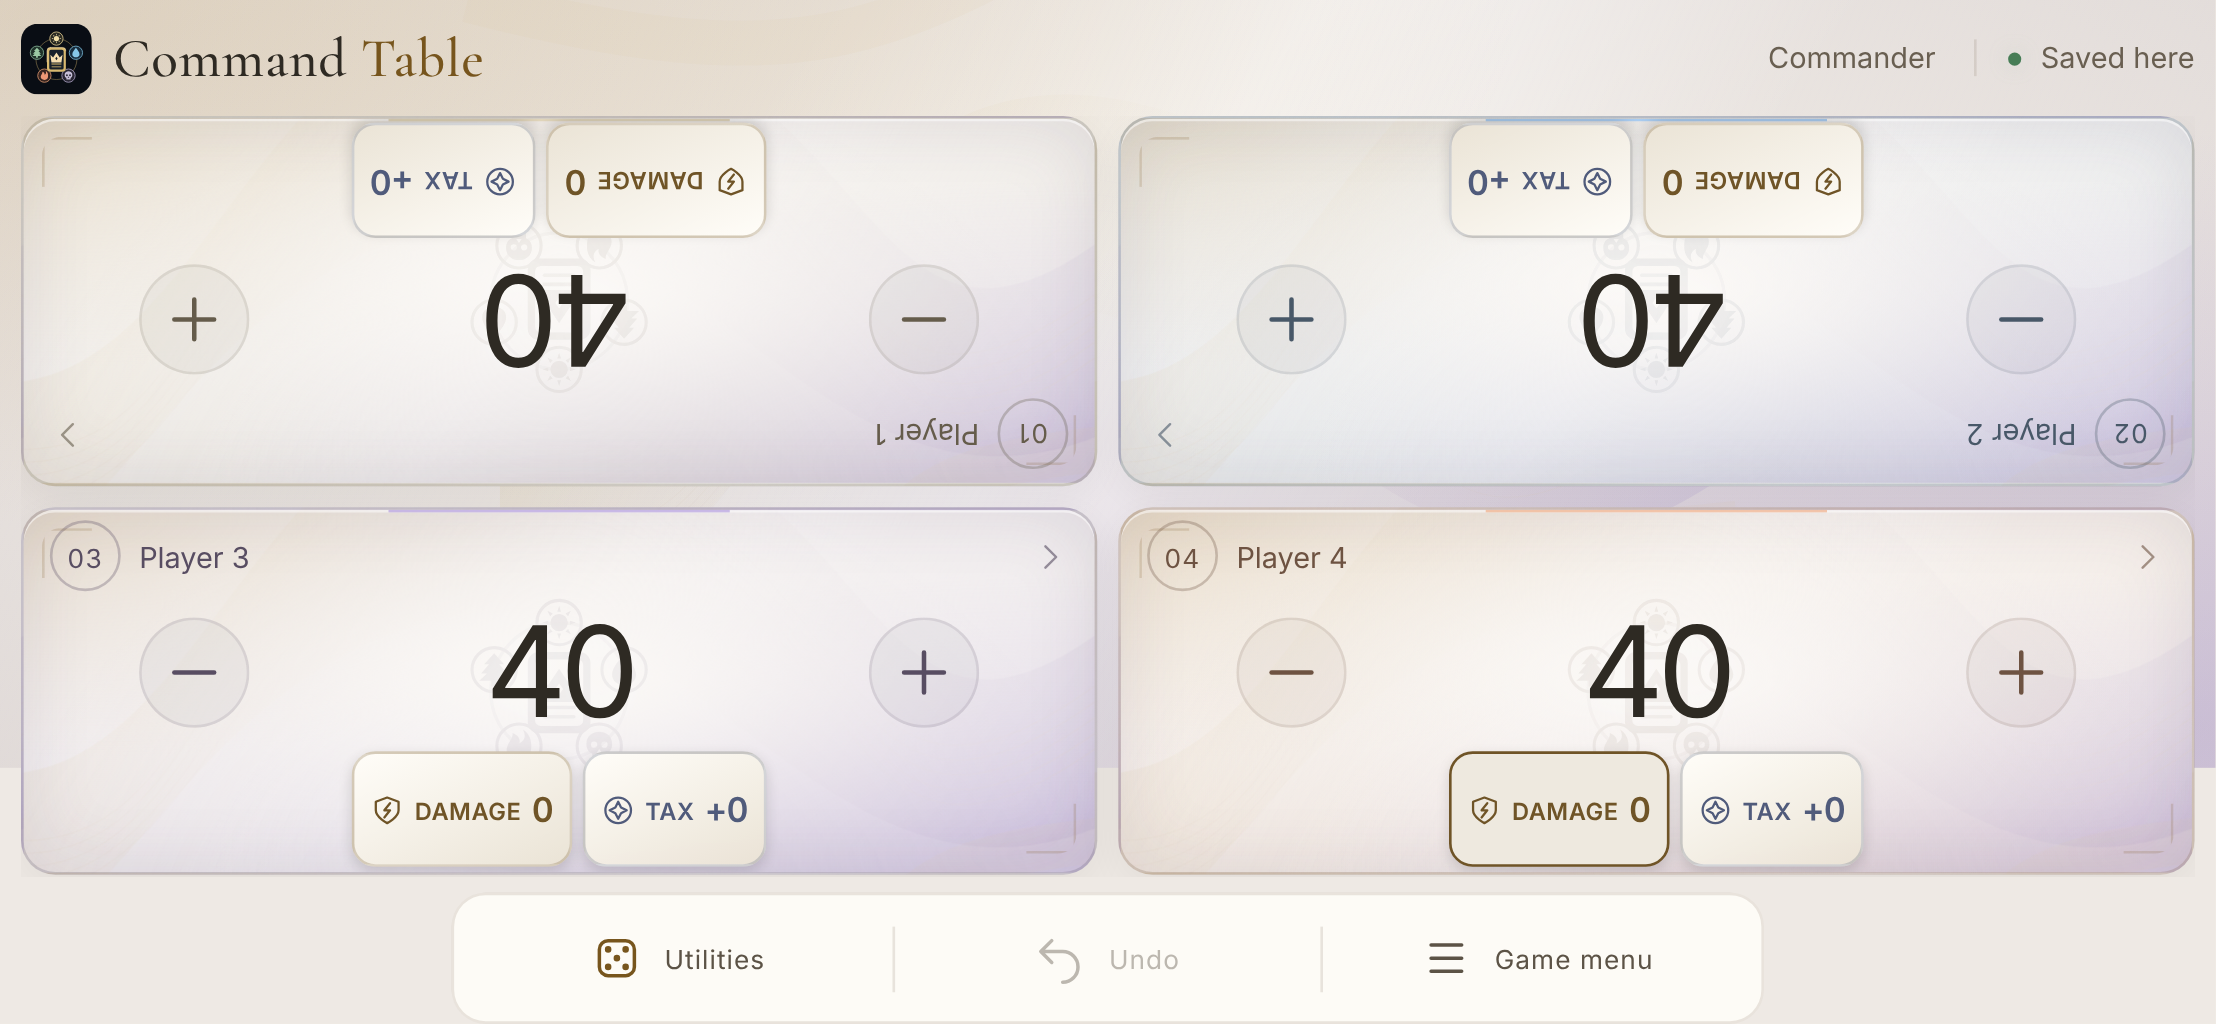 Command Table
Commander
Saved here
DAMAGE 0
TAX +0
40
01 Player 1
DAMAGE 0
TAX +0
40
02 Player 2
03 Player 3
40
DAMAGE 0
TAX +0
04 Player 4
40
DAMAGE 0
TAX +0
Utilities
Undo
Game menu